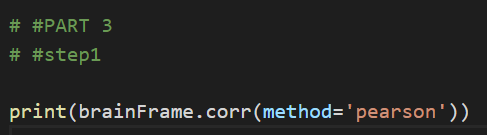 # #PART 3
# #step1
print(brainFrame.corr(method='pearson'))